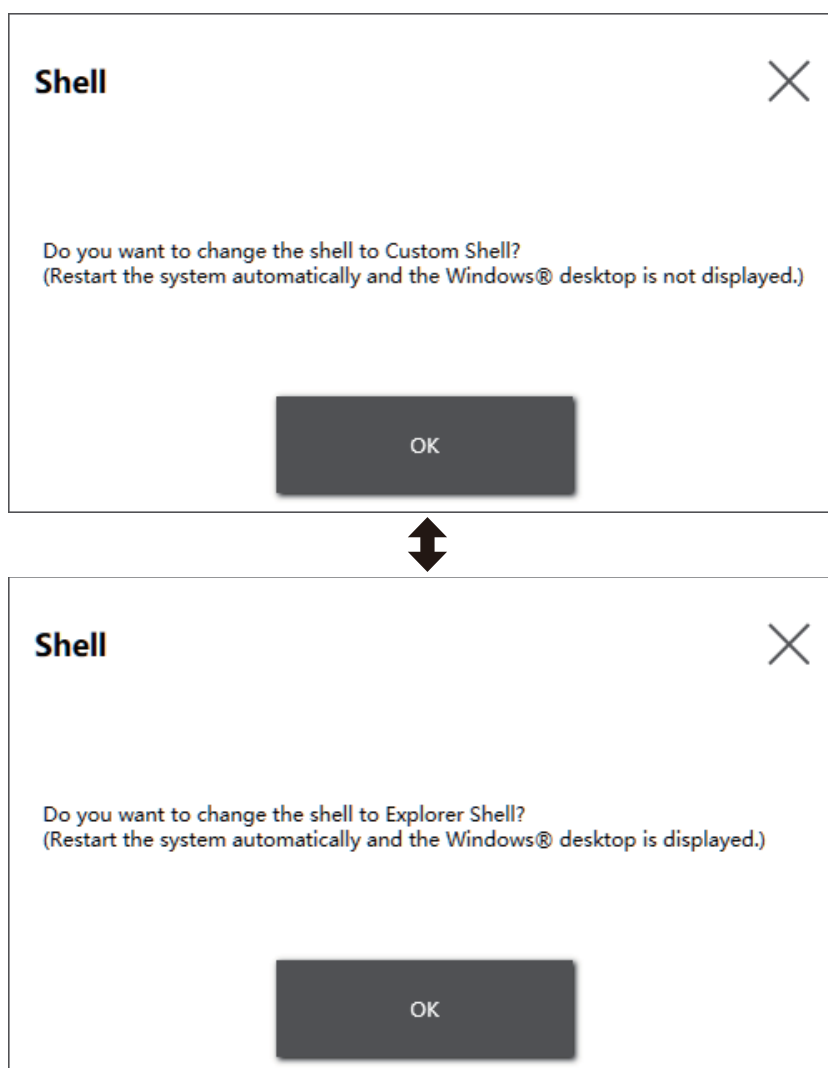 Shell
Do you want to change the shell to Custom Shell?
(Restart the system automatically and the Windows® desktop is not displayed.)
OK
Shell
Do you want to change the shell to Explorer Shell?
(Restart the system automatically and the Windows® desktop is displayed.)
OK